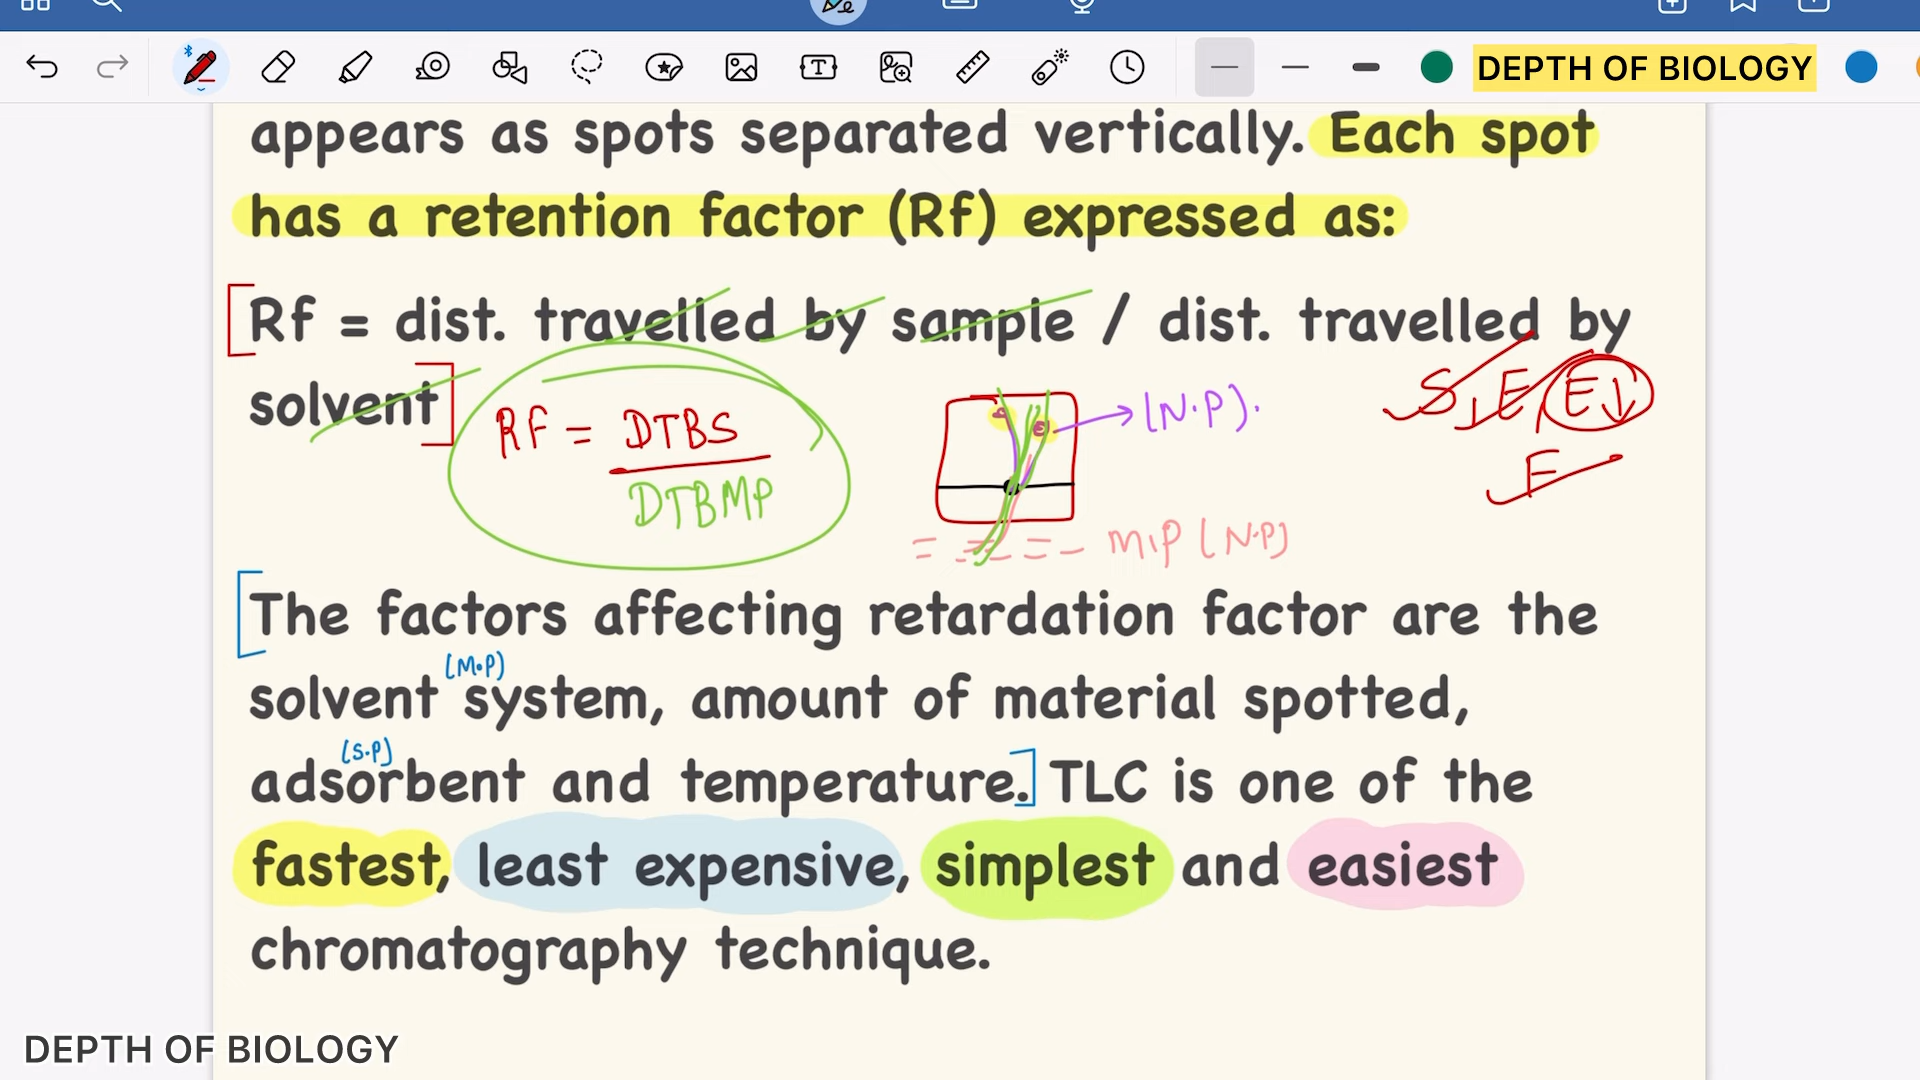 DEPTH OF BIOLOGY
appears as spots separated vertically. Each spot
has a retention factor (Rf) expressed as:
Rf = dist. travelled by sample / dist. travelled by
solvent
RF = DTBS
DTBMP
(N.P).
S, E, E↓
F
M.P (N.P)
The factors affecting retardation factor are the
(M.P)
solvent system, amount of material spotted,
(S.P)
adsorbent and temperature. TLC is one of the
fastest, least expensive, simplest and easiest
chromatography technique.
DEPTH OF BIOLOGY